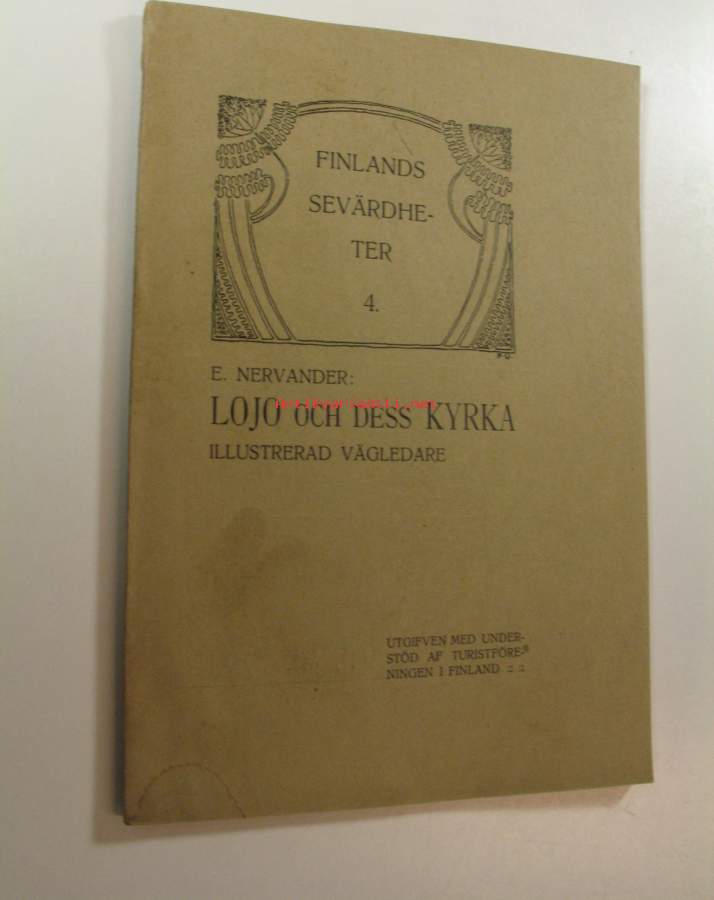 FINLANDS
SEVÄRDHE-
TER
4.
E. NERVANDER:
LOJO OCH DESS KYRKA
ILLUSTRERAD VÄGLEDARE
UTGIFVEN MED UNDER-
STÖD AF TURISTFÖRE-
NINGEN I FINLAND